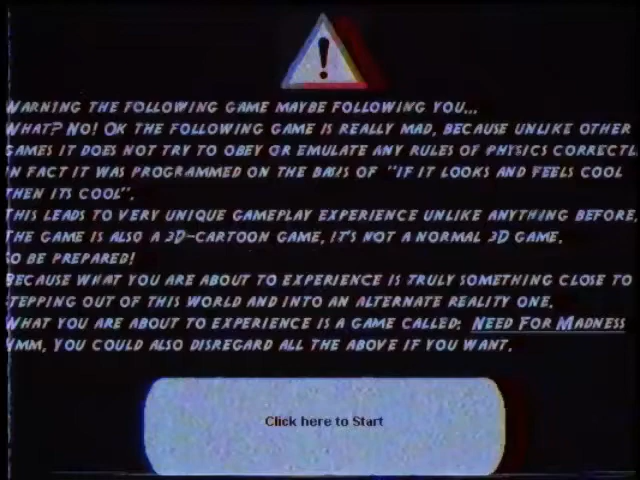 !
WARNING THE FOLLOWING GAME MAYBE FOLLOWING YOU...
WHAT? NO! OK THE FOLLOWING GAME IS REALLY MAD, BECAUSE UNLIKE OTHER
GAMES IT DOES NOT TRY TO OBEY OR EMULATE ANY RULES OF PHYSICS CORRECTL
IN FACT IT WAS PROGRAMMED ON THE BASIS OF "IF IT LOOKS AND FEELS COOL
THEN ITS COOL".
THIS LEADS TO VERY UNIQUE GAMEPLAY EXPERIENCE UNLIKE ANYTHING BEFORE,
THE GAME IS ALSO A 3D-CARTOON GAME, IT'S NOT A NORMAL 3D GAME.
SO BE PREPARED!
BECAUSE WHAT YOU ARE ABOUT TO EXPERIENCE IS TRULY SOMETHING CLOSE TO
STEPPING OUT OF THIS WORLD AND INTO AN ALTERNATE REALITY ONE.
WHAT YOU ARE ABOUT TO EXPERIENCE IS A GAME CALLED: NEED FOR MADNESS
YMM, YOU COULD ALSO DISREGARD ALL THE ABOVE IF YOU WANT.
Click here to Start